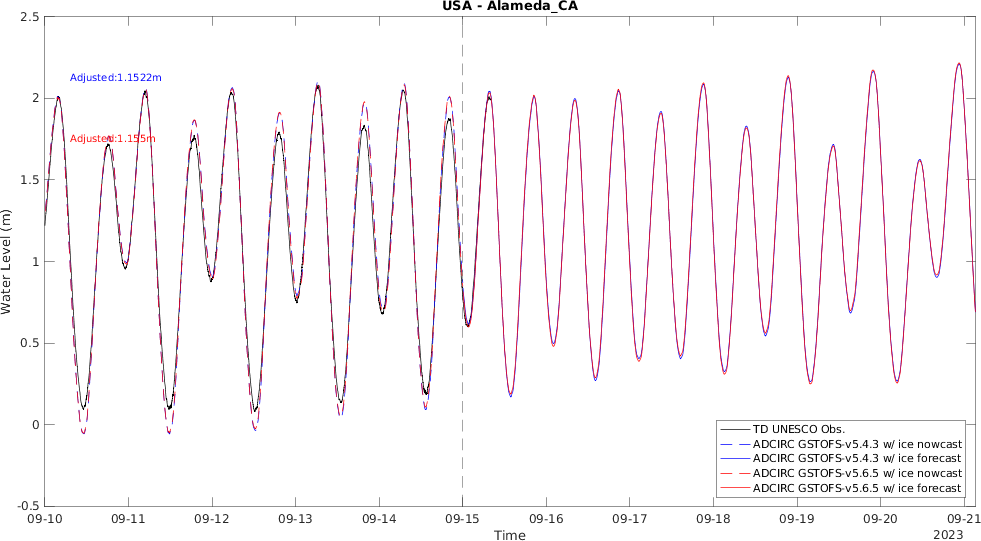 USA - Alameda_CA
2.5
2
1.5
1
0.5
0
-0.5
Water Level (m)
Adjusted:1.1522m
Adjusted:1.155m
TD UNESCO Obs.
ADCIRC GSTOFS-v5.4.3 w/ ice nowcast
ADCIRC GSTOFS-v5.4.3 w/ ice forecast
ADCIRC GSTOFS-v5.6.5 w/ ice nowcast
ADCIRC GSTOFS-v5.6.5 w/ ice forecast
09-10 09-11 09-12 09-13 09-14 09-15 09-16 09-17 09-18 09-19 09-20 09-21
Time
2023